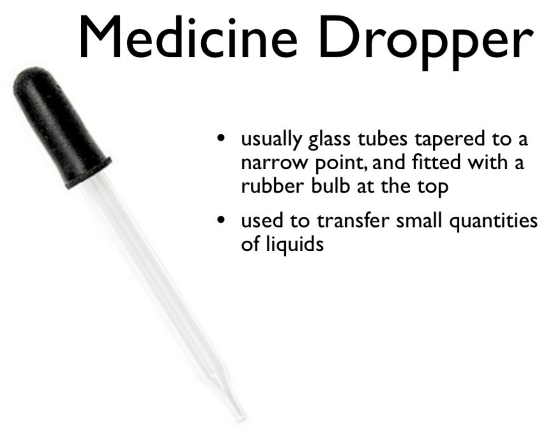 Medicine Dropper
• usually glass tubes tapered to a
narrow point, and fitted with a
rubber bulb at the top
• used to transfer small quantities
of liquids